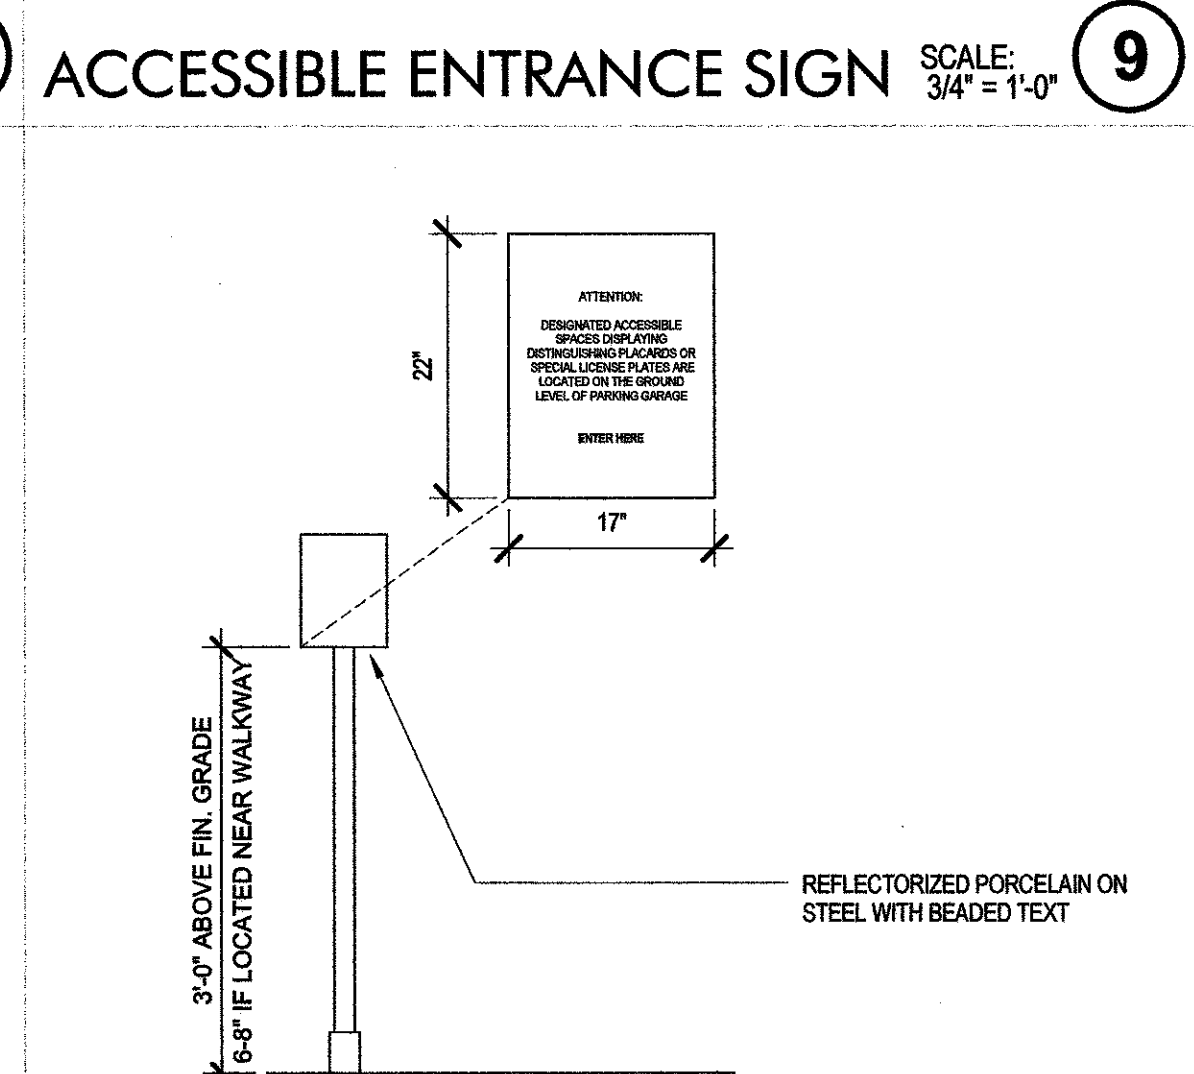 ACCESSIBLE ENTRANCE SIGN
SCALE:
3/4" = 1'-0"
9
ATTENTION:
DESIGNATED ACCESSIBLE
SPACES DISPLAYING
DISTINGUISHING PLACARDS OR
SPECIAL LICENSE PLATES ARE
LOCATED ON THE GROUND
LEVEL OF PARKING GARAGE
ENTER HERE
22"
17"
3'-0" ABOVE FIN. GRADE
6-8" IF LOCATED NEAR WALKWAY
REFLECTORIZED PORCELAIN ON
STEEL WITH BEADED TEXT